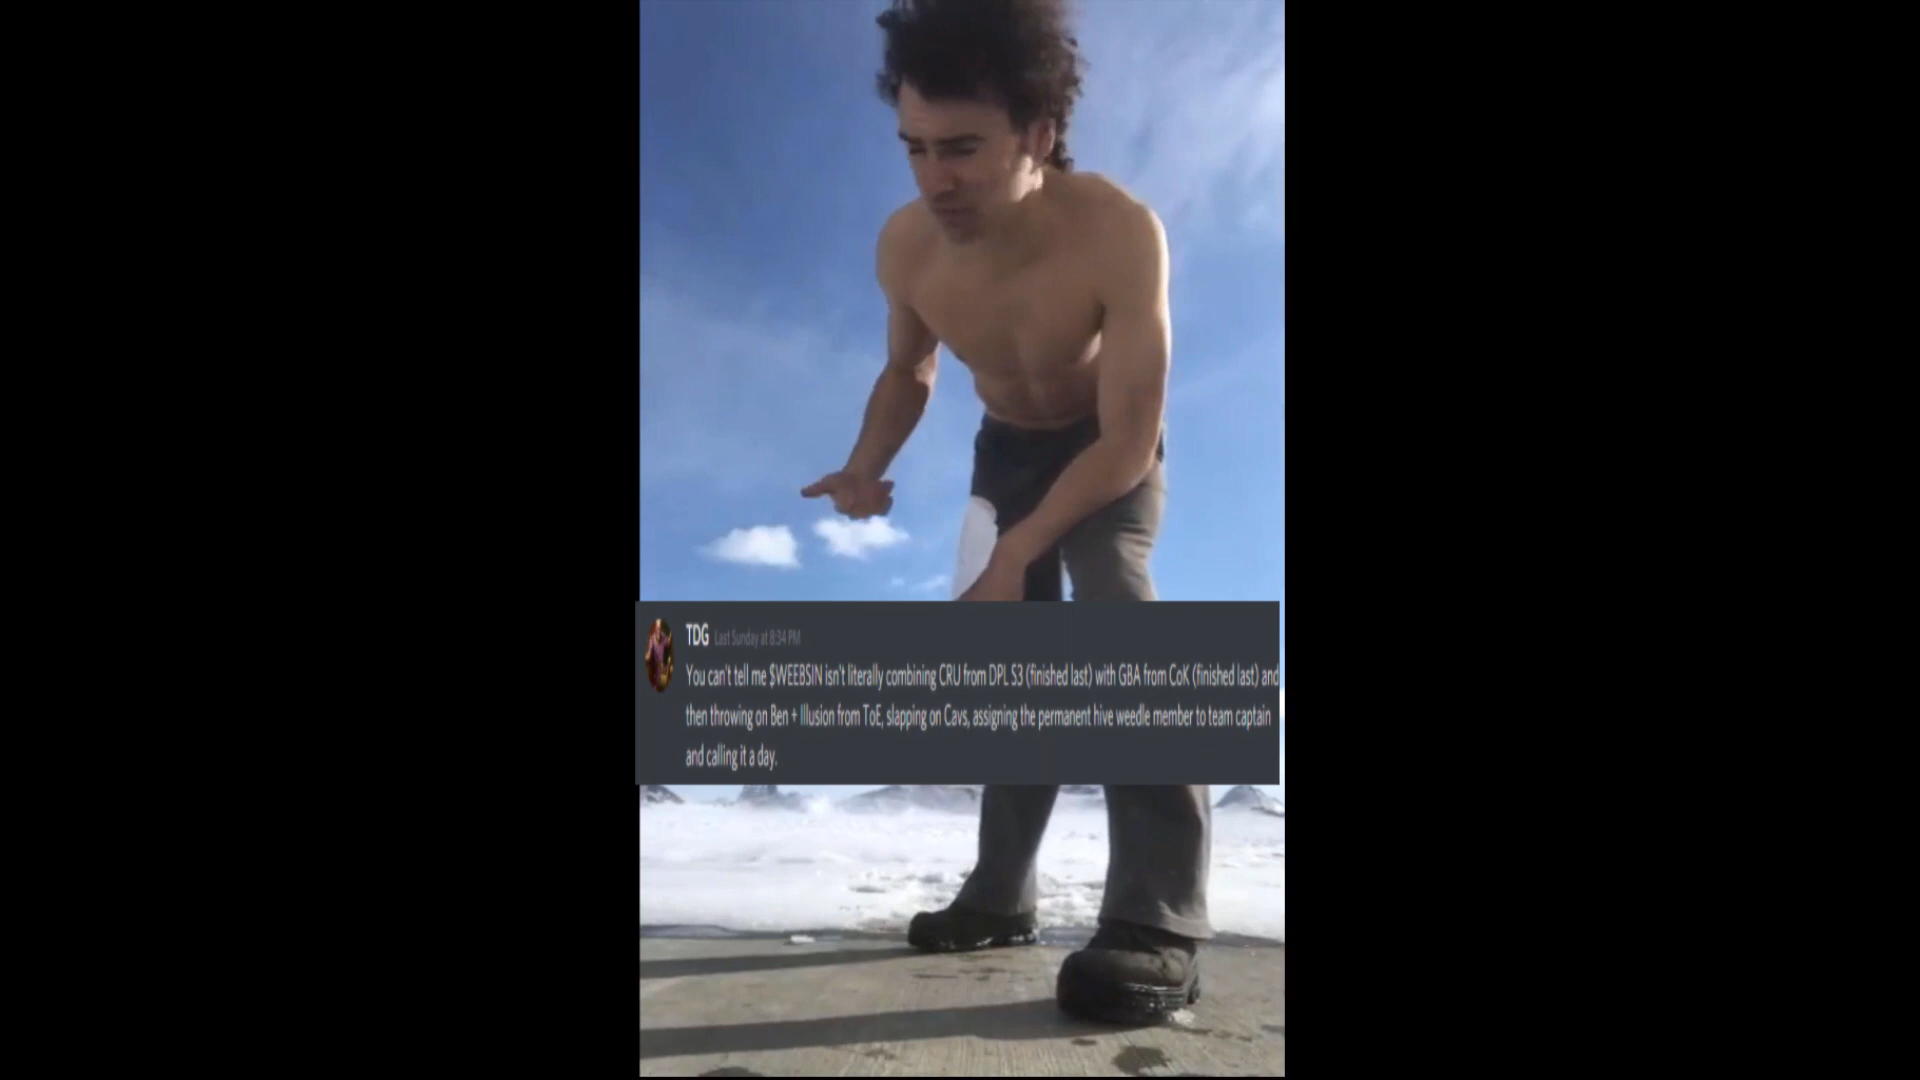 TDG Last Sunday at 8:34 PM
You can't tell me $WEEBSIN isn't literally combining CRU from DPL S3 (finished last) with GBA from CoK (finished last) and
then throwing on Ben + Illusion from ToE, slapping on Cavs, assigning the permanent hive weedle member to team captain
and calling it a day.